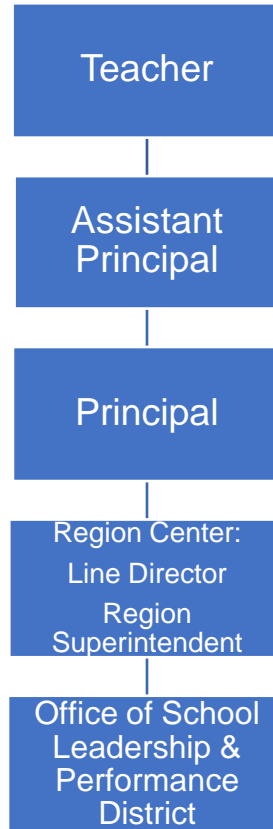 Teacher
Assistant
Principal
Principal
Region Center:
Line Director
Region
Superintendent
Office of School
Leadership &
Performance
District